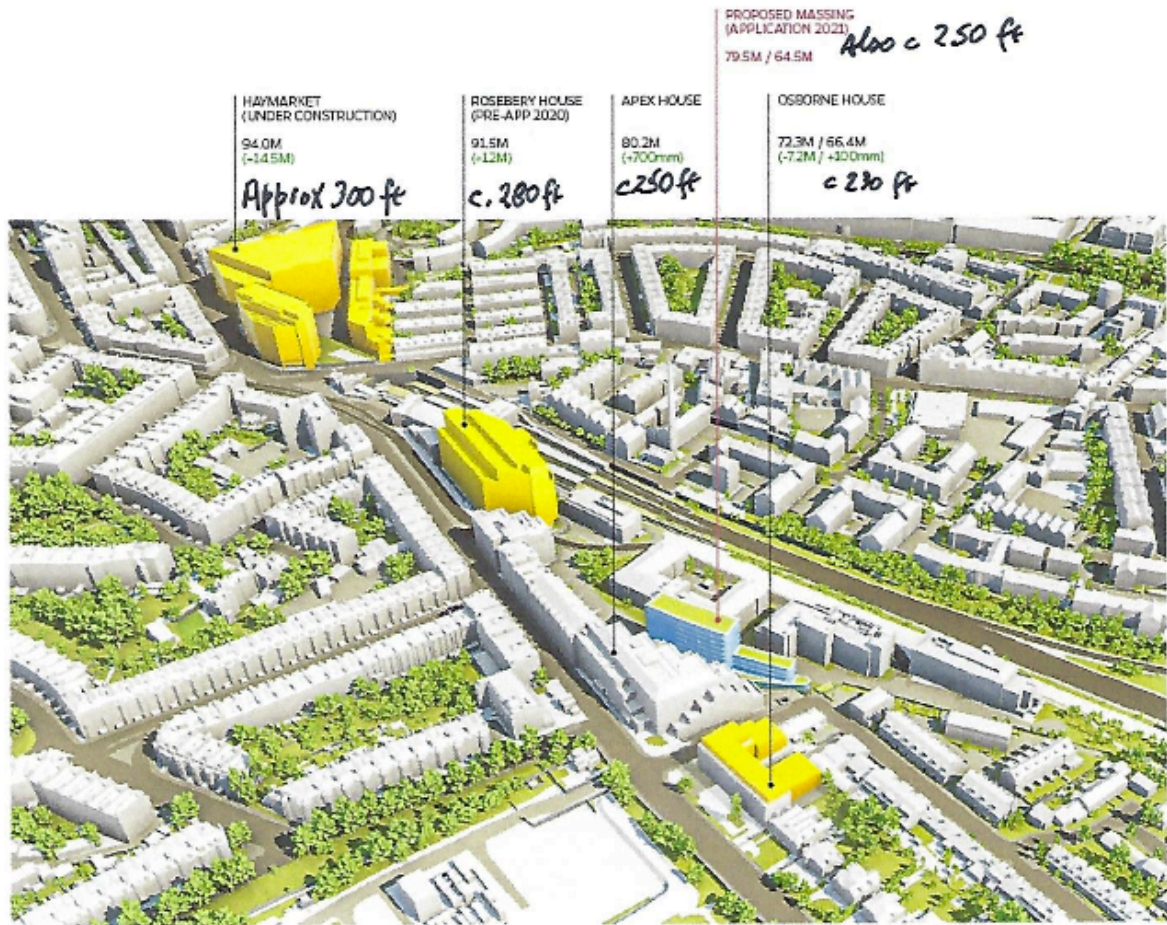 PROPOSED MASSING
(APPLICATION 2021)
79.5M / 64.5M
Also c 250 ft
HAYMARKET
(UNDER CONSTRUCTION)
94.0M
(+14.5M)
Approx 300 ft
ROSEBERY HOUSE
(PRE-APP 2020)
91.5M
(+12M)
c. 280 ft
APEX HOUSE
80.2M
(+700mm)
c250 ft
OSBORNE HOUSE
72.3M / 66.4M
(-7.2M / +100mm)
c 230 ft